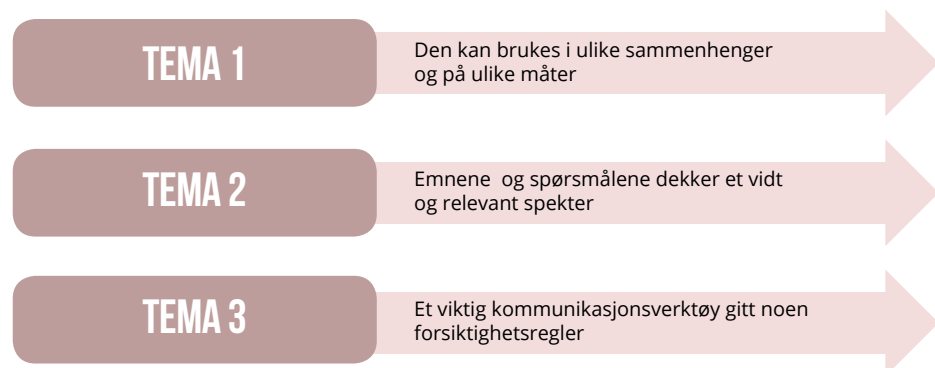 TEMA 1
Den kan brukes i ulike sammenhenger
og på ulike måter
TEMA 2
Emnene og spørsmålene dekker et vidt
og relevant spekter
TEMA 3
Et viktig kommunikasjonsverktøy gitt noen
forsiktighetsregler